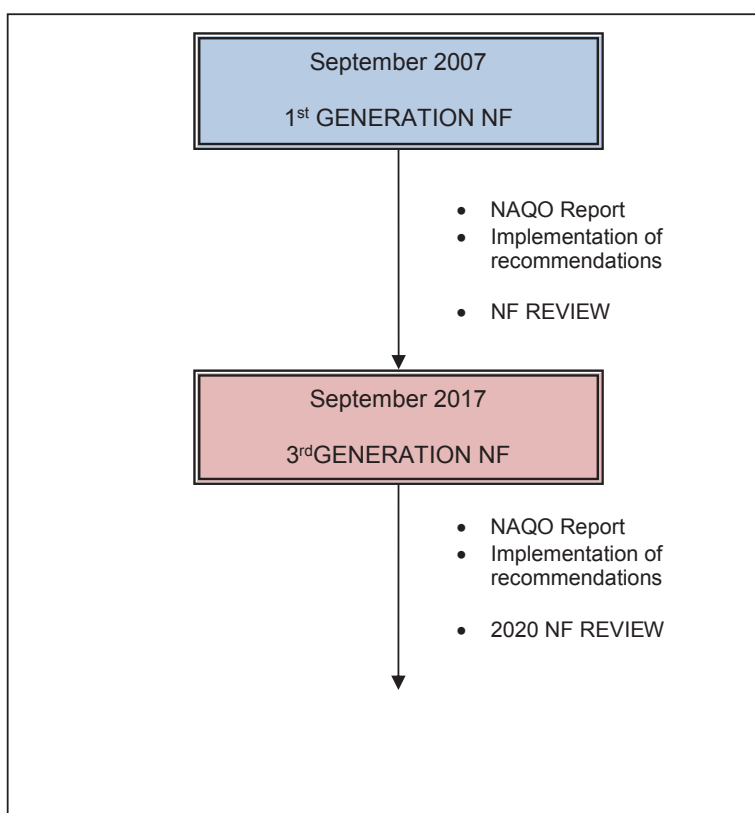 September 2007
1st GENERATION NF
• NAQO Report
• Implementation of
recommendations
• NF REVIEW
September 2017
3rdGENERATION NF
• NAQO Report
• Implementation of
recommendations
• 2020 NF REVIEW